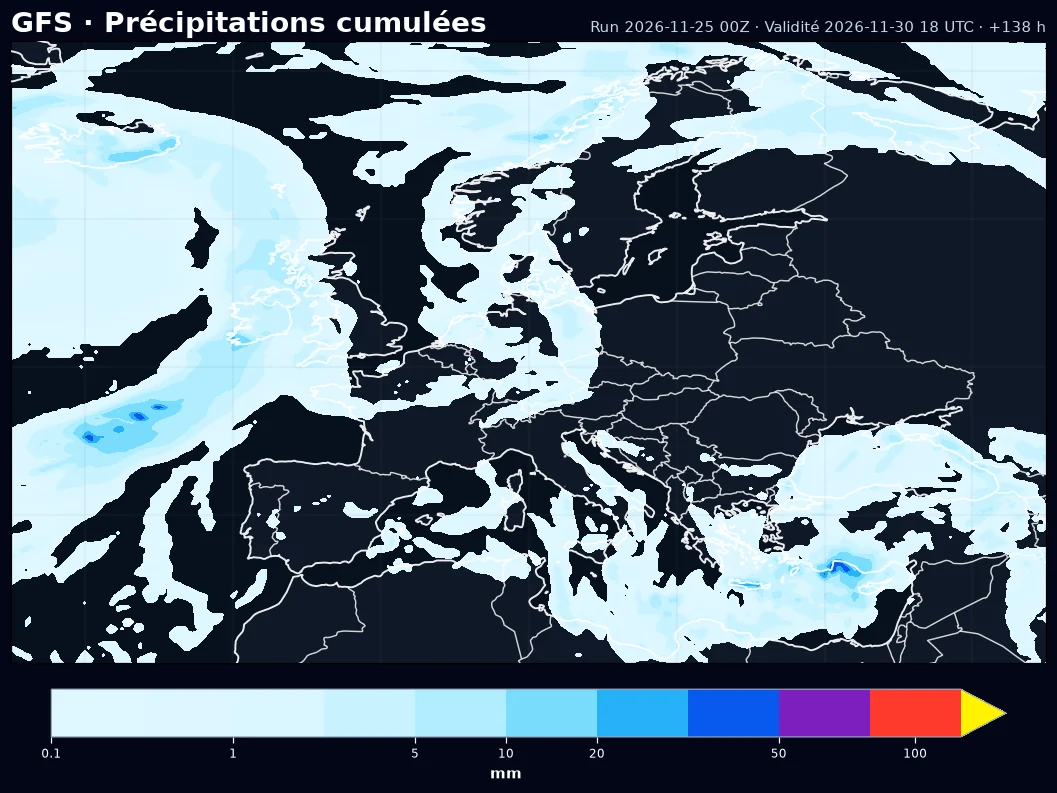 GFS · Précipitations cumulées
Run 2026-11-25 00Z · Validité 2026-11-30 18 UTC · +138 h
0.1 1 5 10 20 50 100
mm